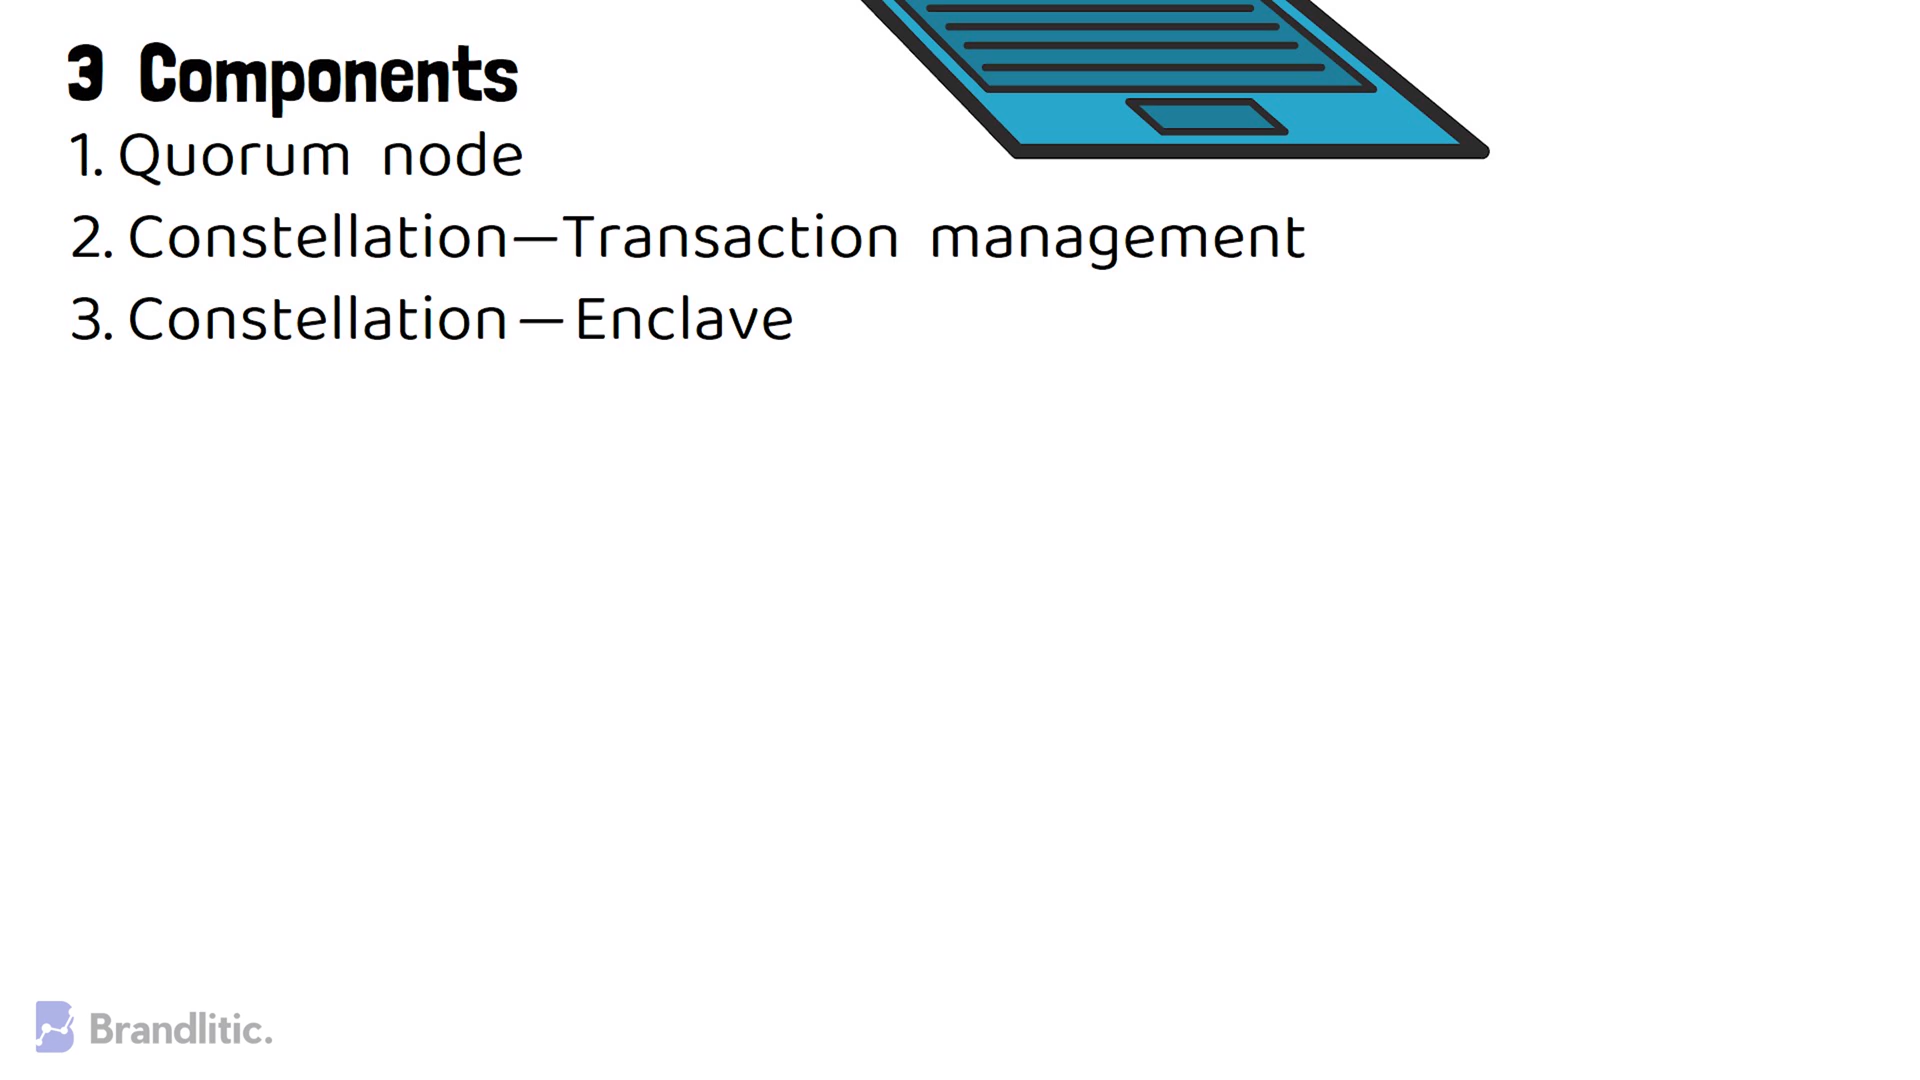 3 Components
1. Quorum node
2. Constellation—Transaction management
3. Constellation — Enclave
Brandlitic.